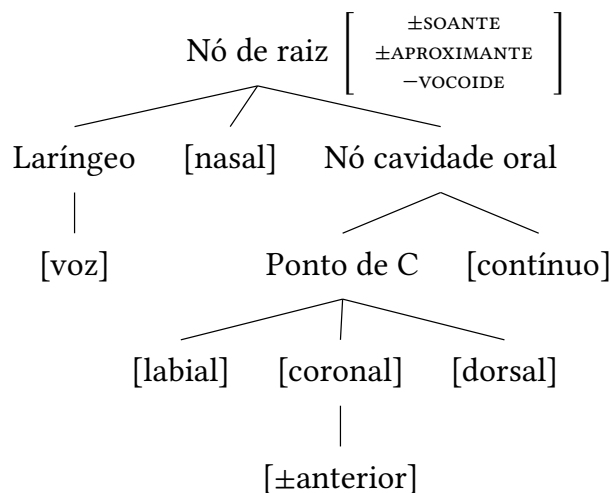 ±SOANTE
Nó de raiz ±APROXIMANTE
−VOCOIDE
Laríngeo [nasal] Nó cavidade oral
[voz] Ponto de C [contínuo]
[labial] [coronal] [dorsal]
[±anterior]